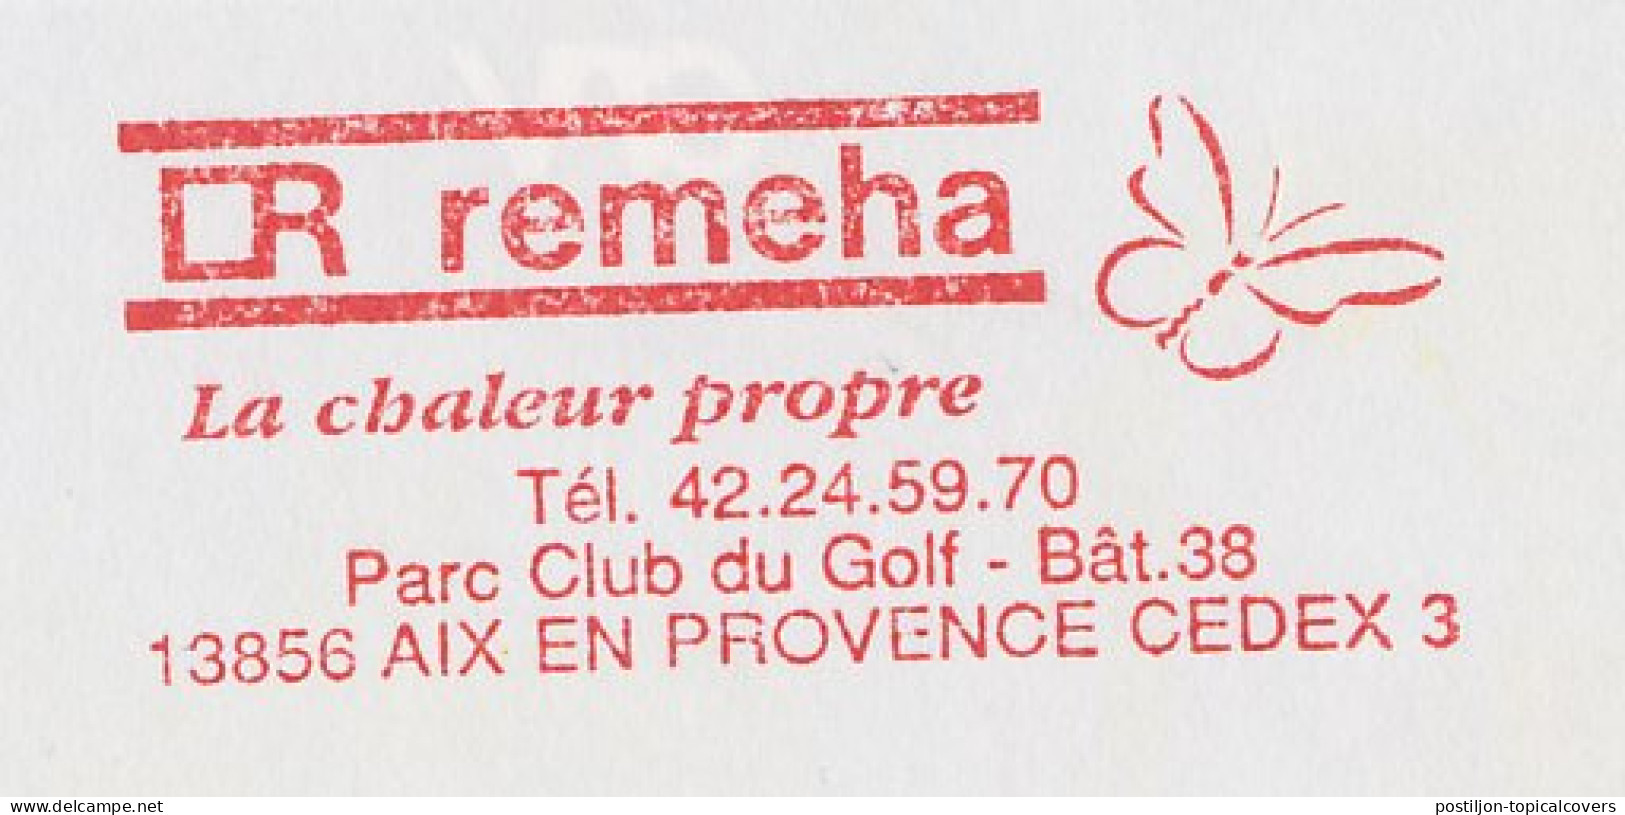 R remeha
La chaleur propre
Tél. 42.24.59.70
Parc Club du Golf - Bât.38
13856 AIX EN PROVENCE CEDEX 3
www.delcampe.net
postiljon-topicalcovers